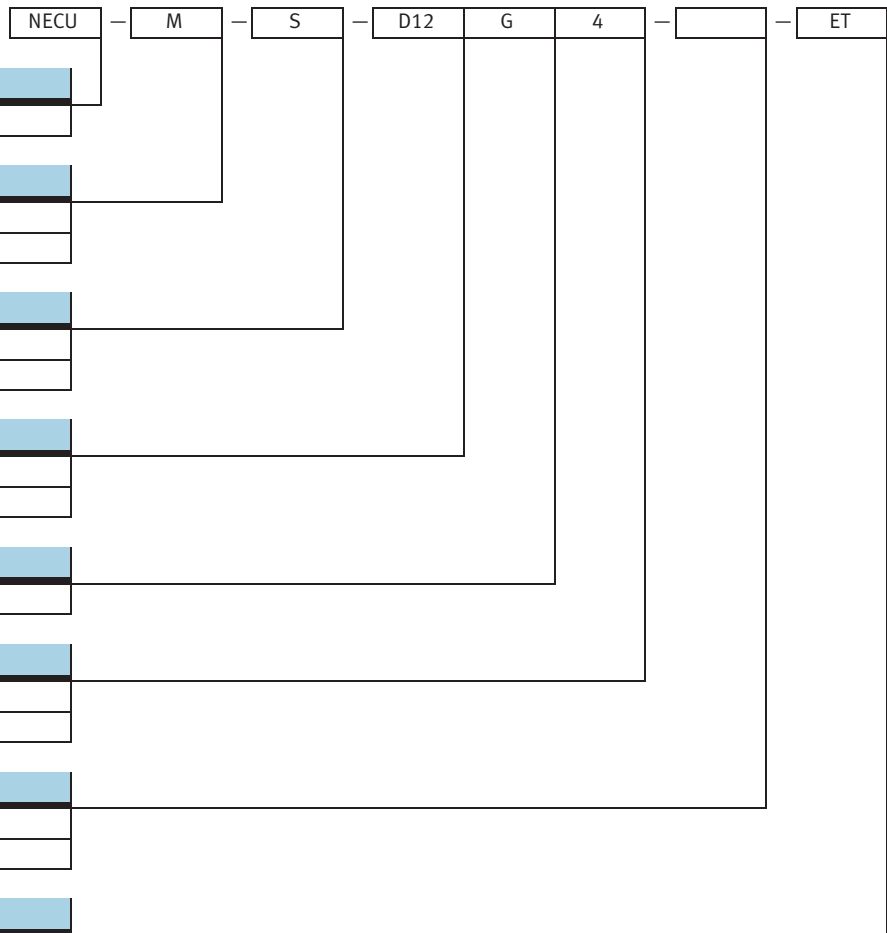 NECU — M — S — D12 G 4 — — ET